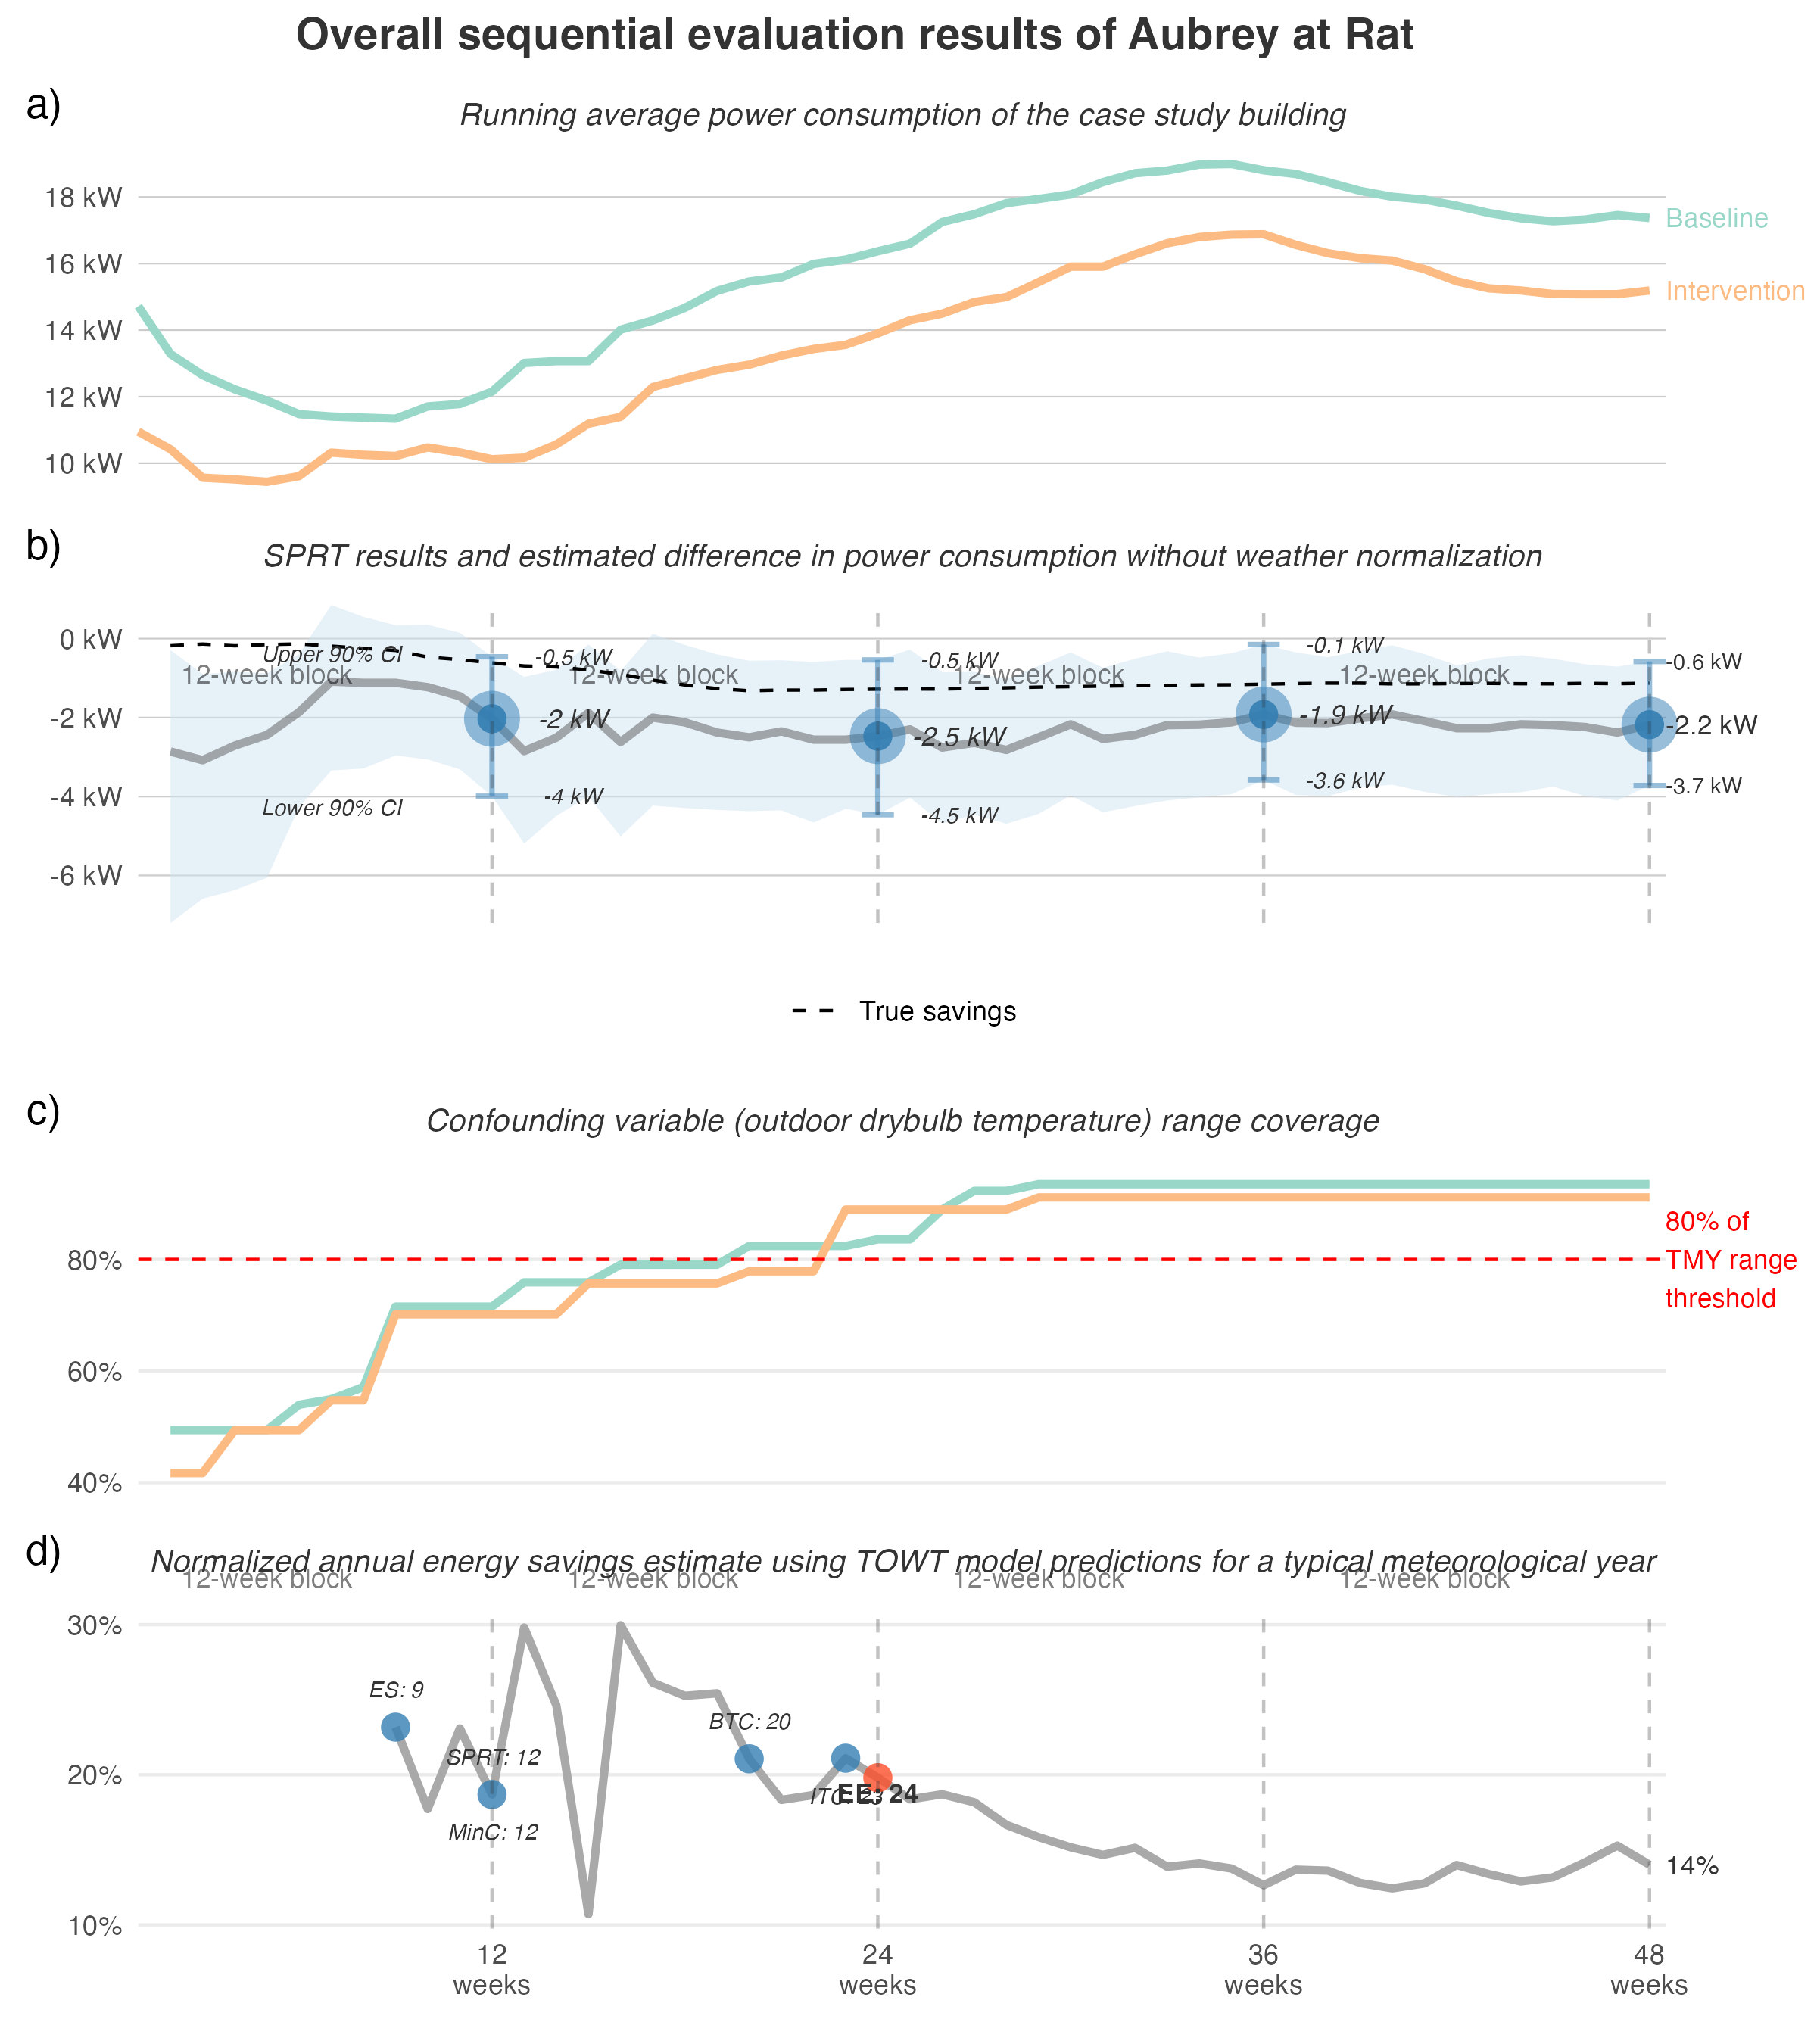 Overall sequential evaluation results of Aubrey at Rat
a)
Running average power consumption of the case study building
18 kW
16 kW
14 kW
12 kW
10 kW
Baseline
Intervention
b)
SPRT results and estimated difference in power consumption without weather normalization
0 kW
-2 kW
-4 kW
-6 kW
Upper 90% CI
Lower 90% CI
12-week block
12-week block
12-week block
12-week block
-0.5 kW
-2 kW
-4 kW
-0.5 kW
-2.5 kW
-4.5 kW
-0.1 kW
-1.9 kW
-3.6 kW
-0.6 kW
-2.2 kW
-3.7 kW
True savings
c)
Confounding variable (outdoor drybulb temperature) range coverage
80%
60%
40%
80% of
TMY range
threshold
d)
Normalized annual energy savings estimate using TOWT model predictions for a typical meteorological year
12-week block
12-week block
12-week block
12-week block
30%
20%
10%
ES: 9
SPRT: 12
MinC: 12
BTC: 20
ITC: 23
EE: 24
14%
12
weeks
24
weeks
36
weeks
48
weeks